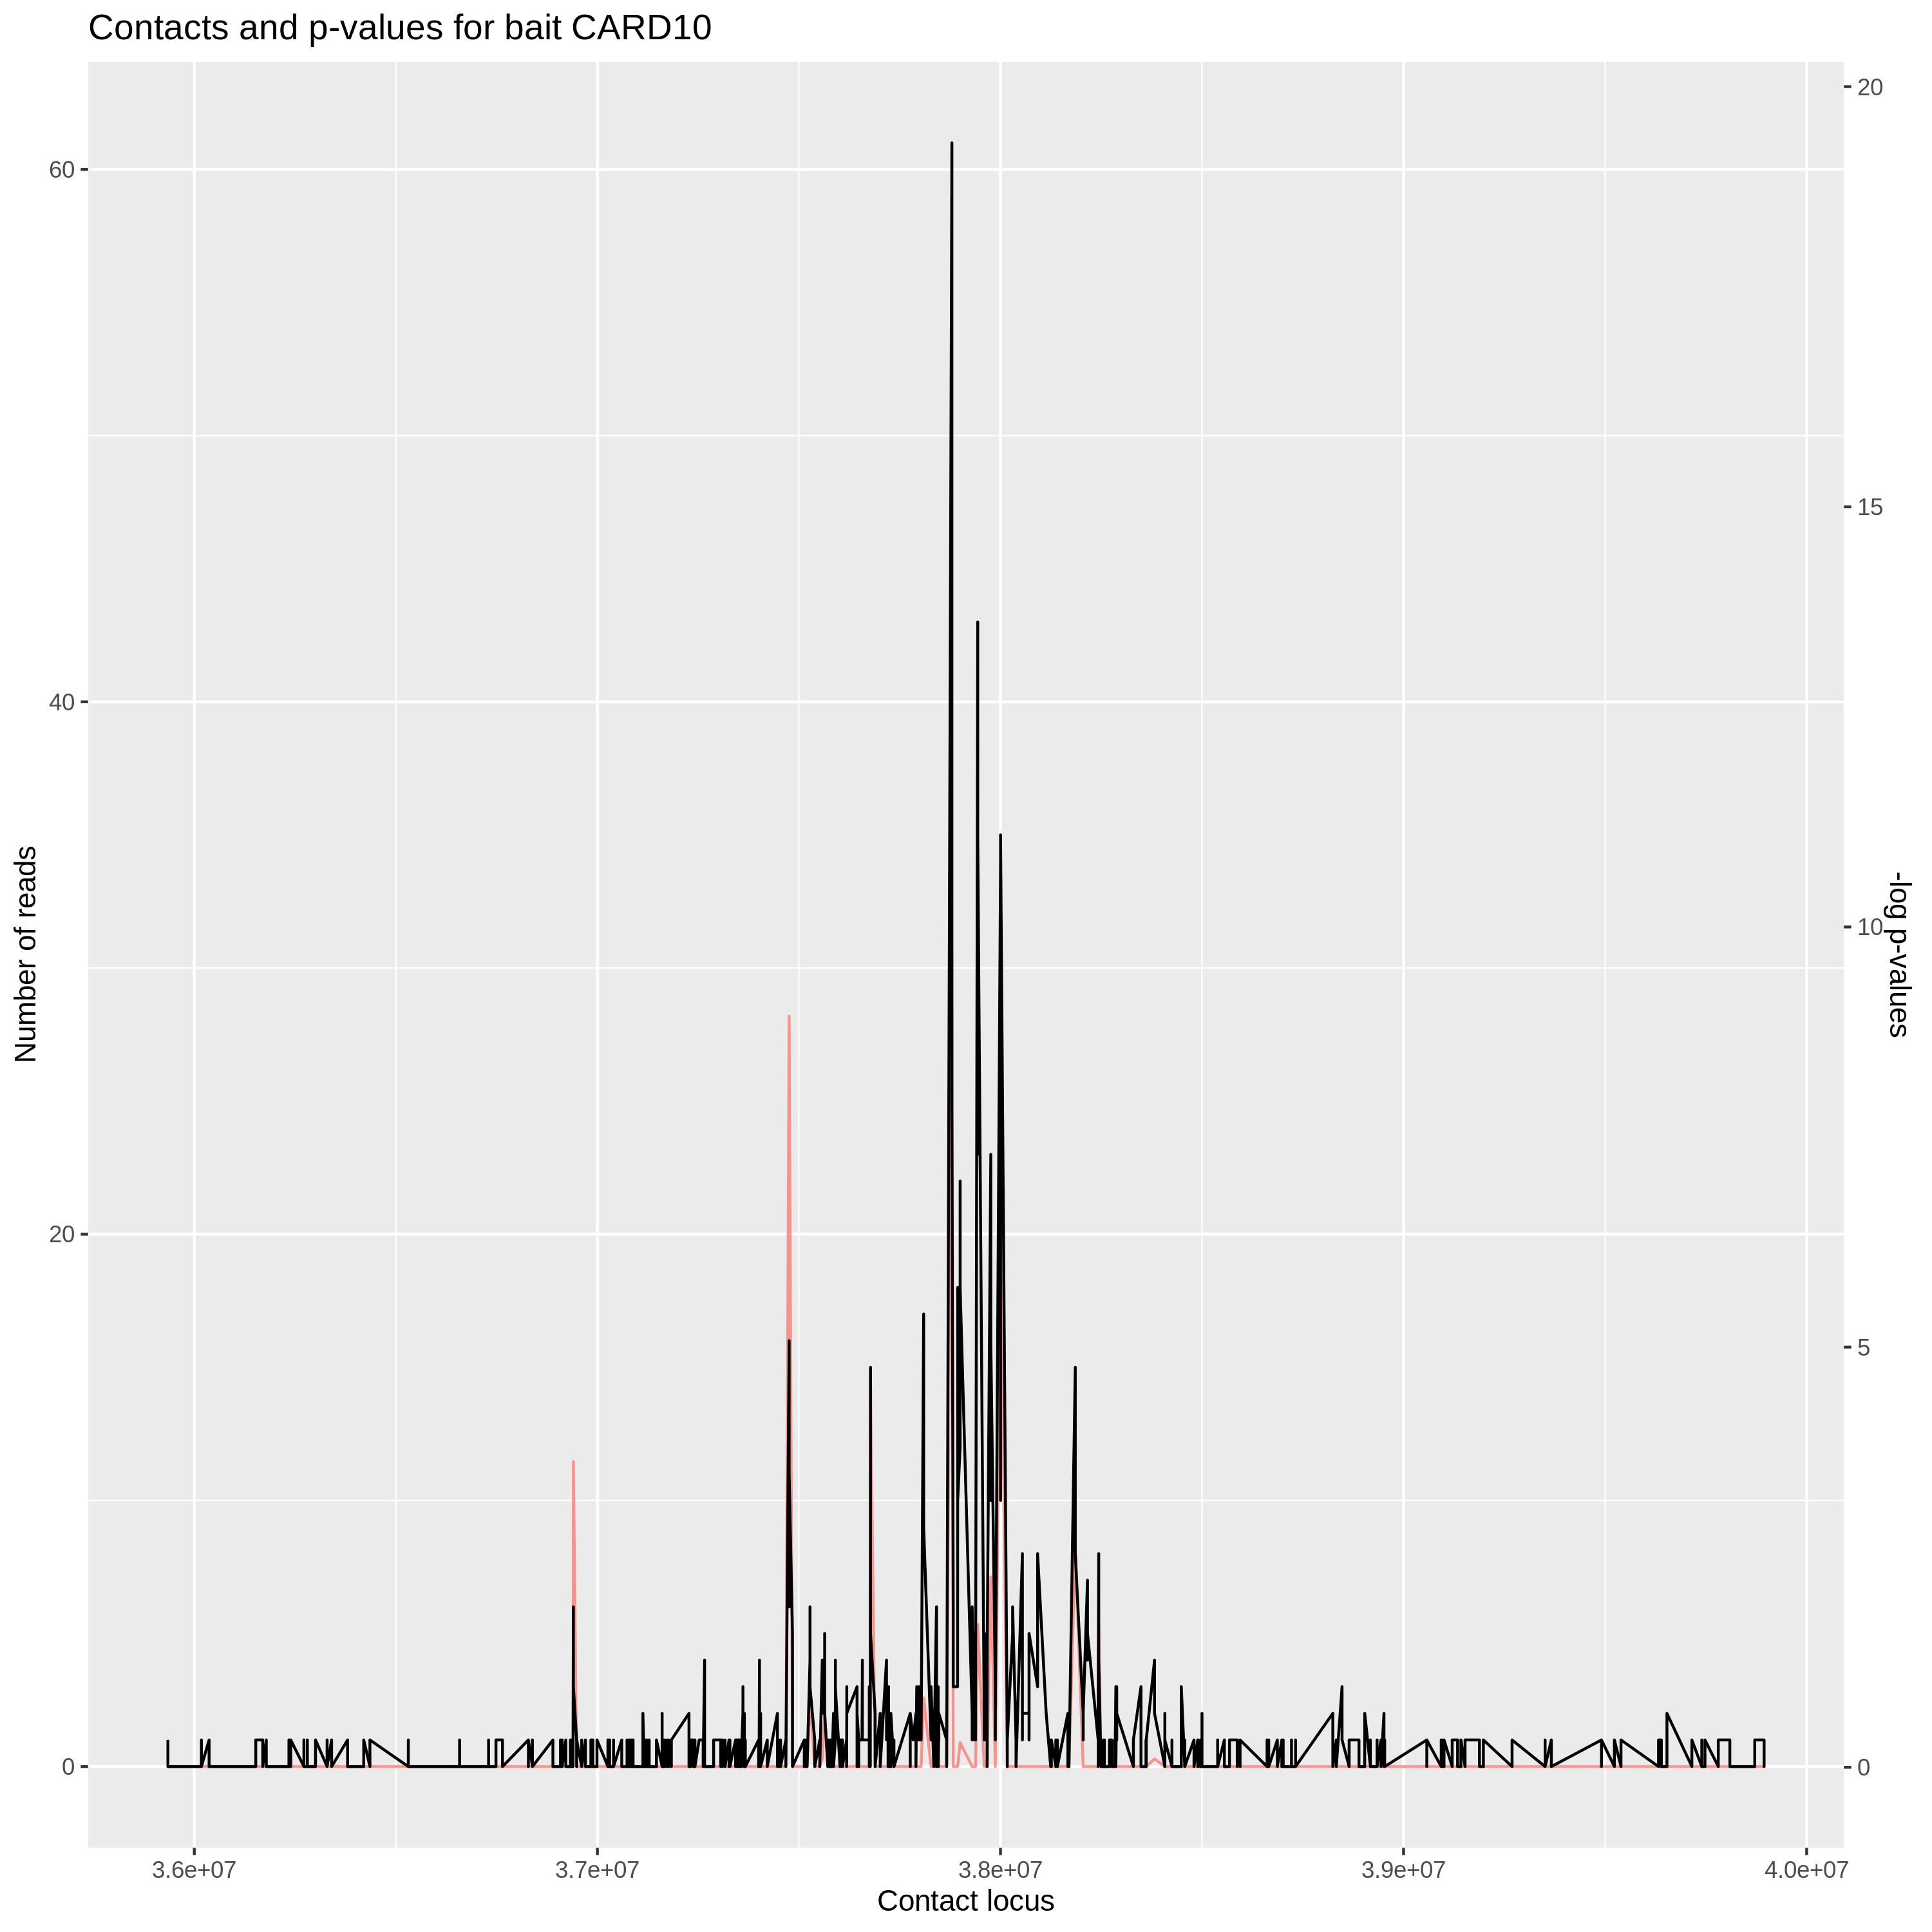 Contacts and p-values for bait CARD10
Number of reads
60
40
20
0
20
15
10
5
0
-log p-values
3.6e+07
3.7e+07
3.8e+07
3.9e+07
4.0e+07
Contact locus